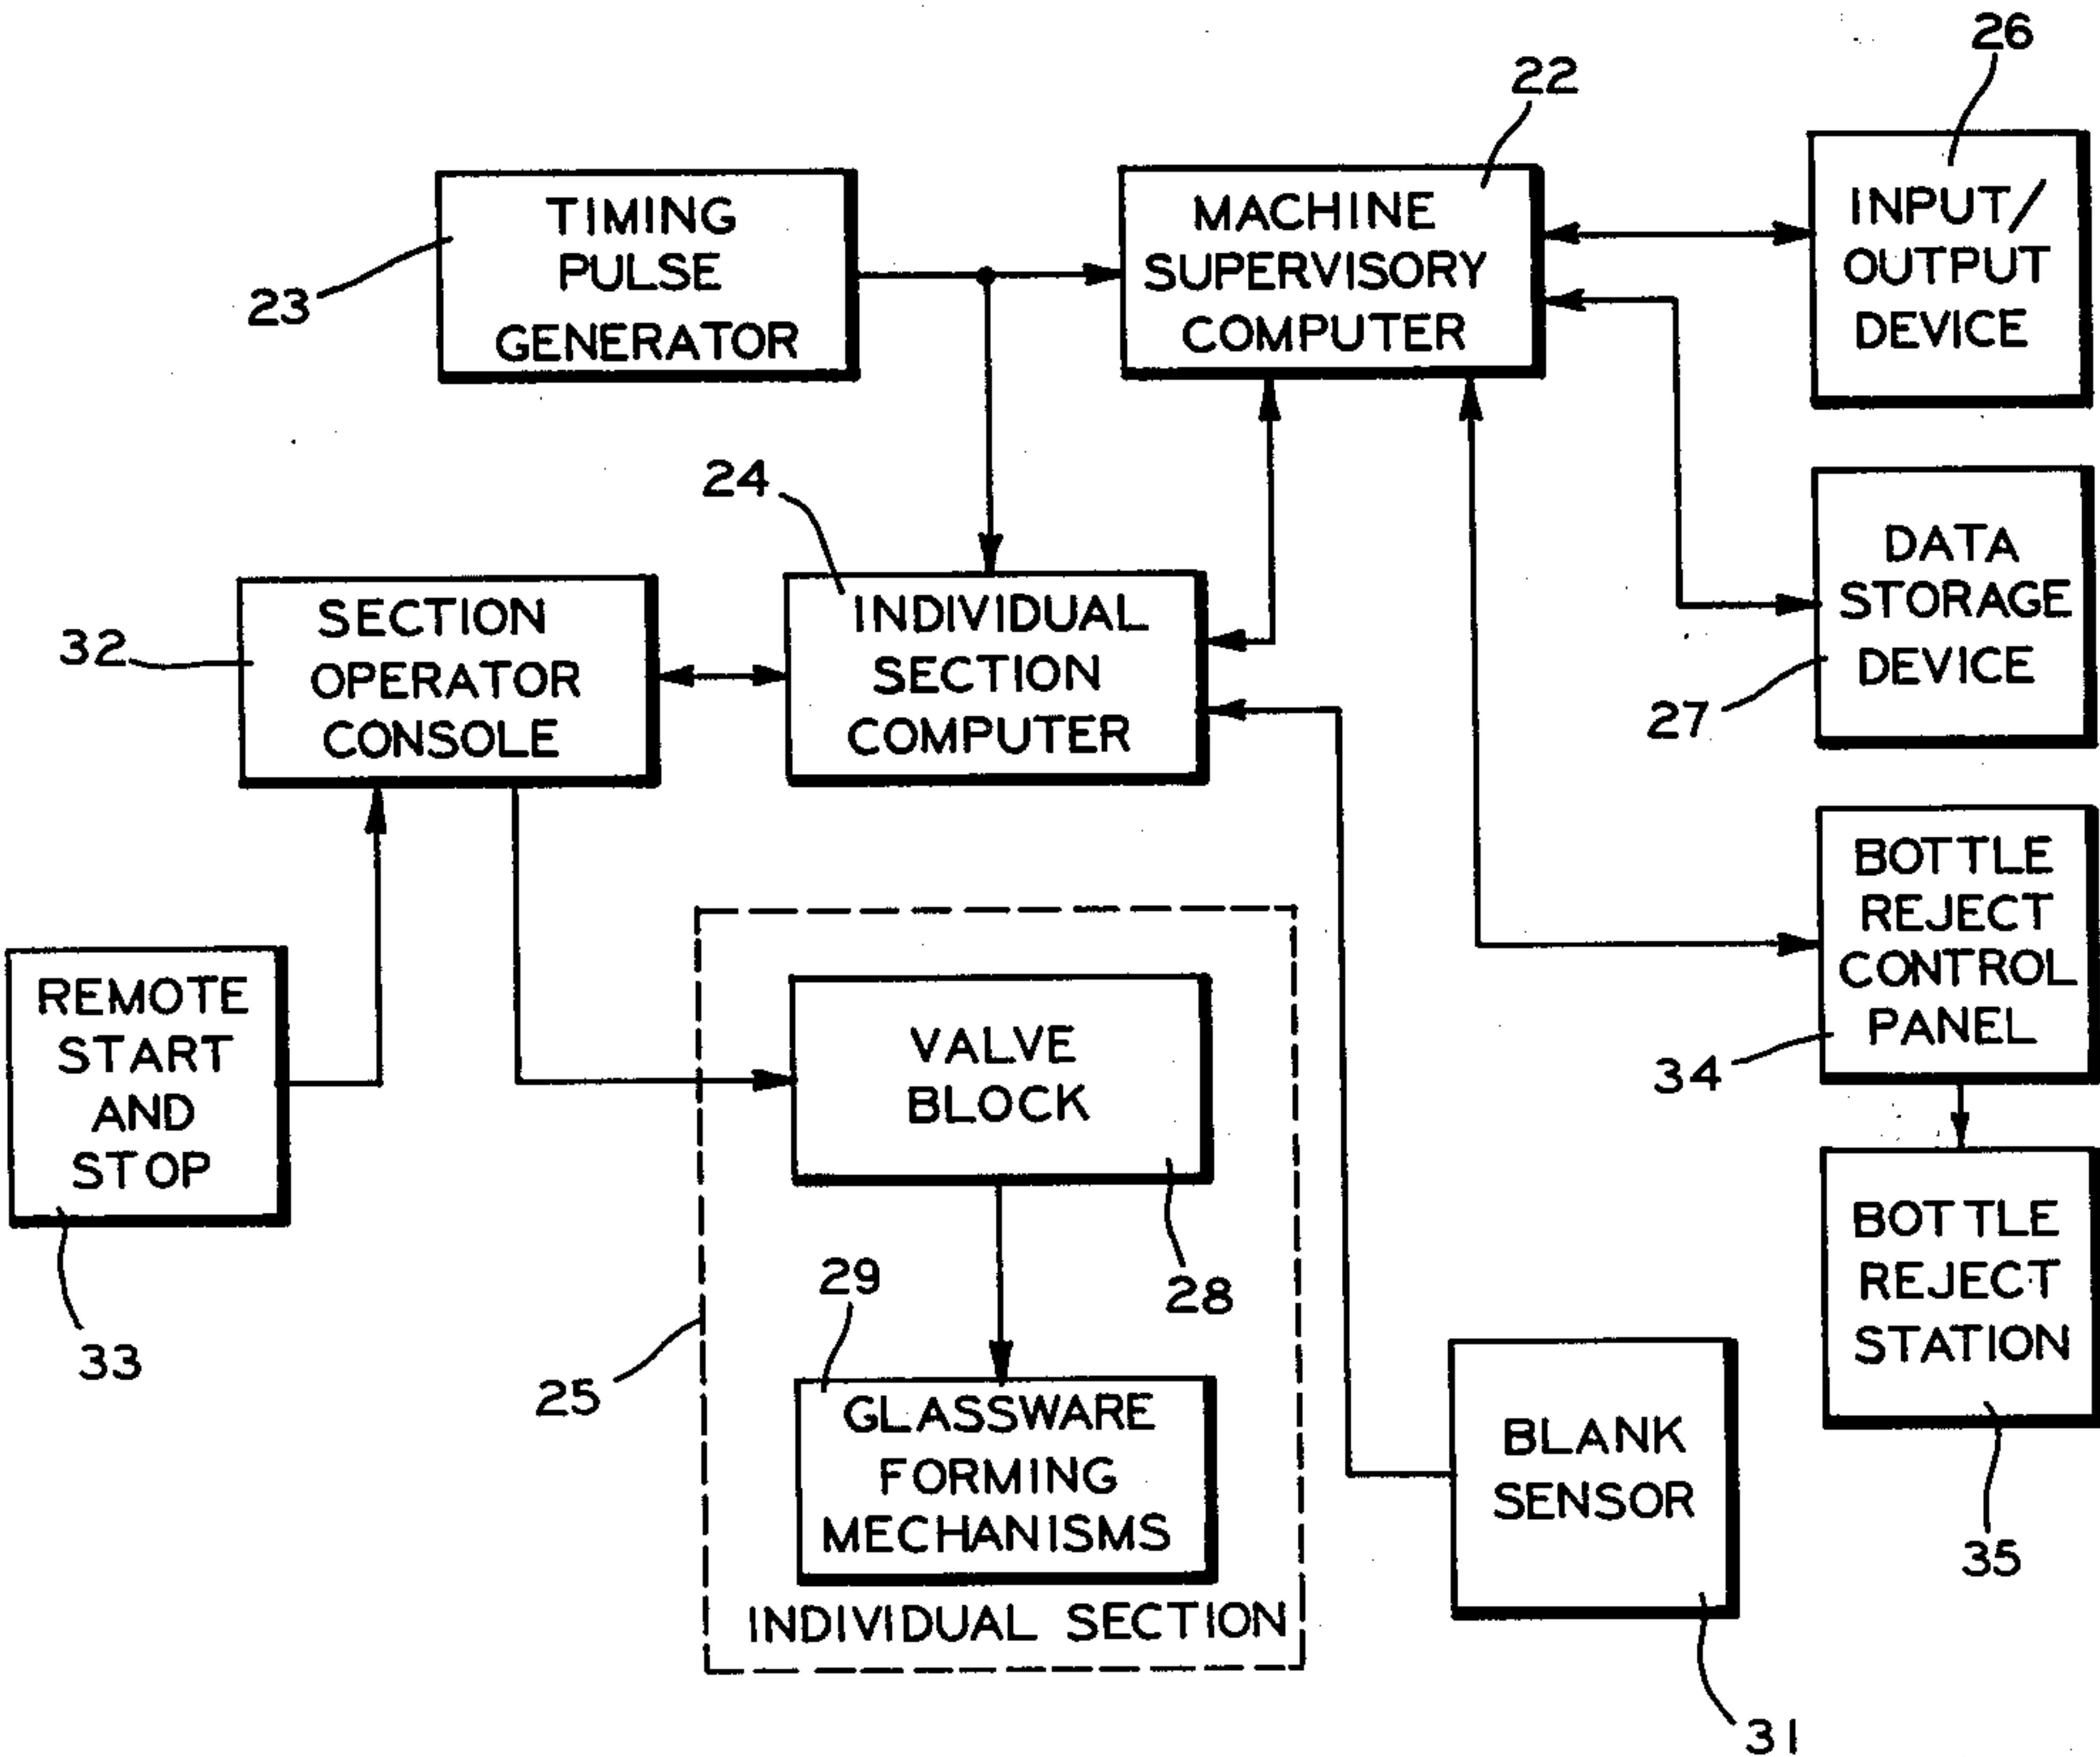 26
22
INPUT/
OUTPUT
DEVICE
MACHINE
SUPERVISORY
COMPUTER
TIMING
PULSE
GENERATOR
23
24
DATA
STORAGE
DEVICE
27
SECTION
OPERATOR
CONSOLE
32
INDIVIDUAL
SECTION
COMPUTER
BOTTLE
REJECT
CONTROL
PANEL
34
REMOTE
START
AND
STOP
33
VALVE
BLOCK
28
29
25
GLASSWARE
FORMING
MECHANISMS
INDIVIDUAL SECTION
BOTTLE
REJECT
STATION
35
BLANK
SENSOR
31